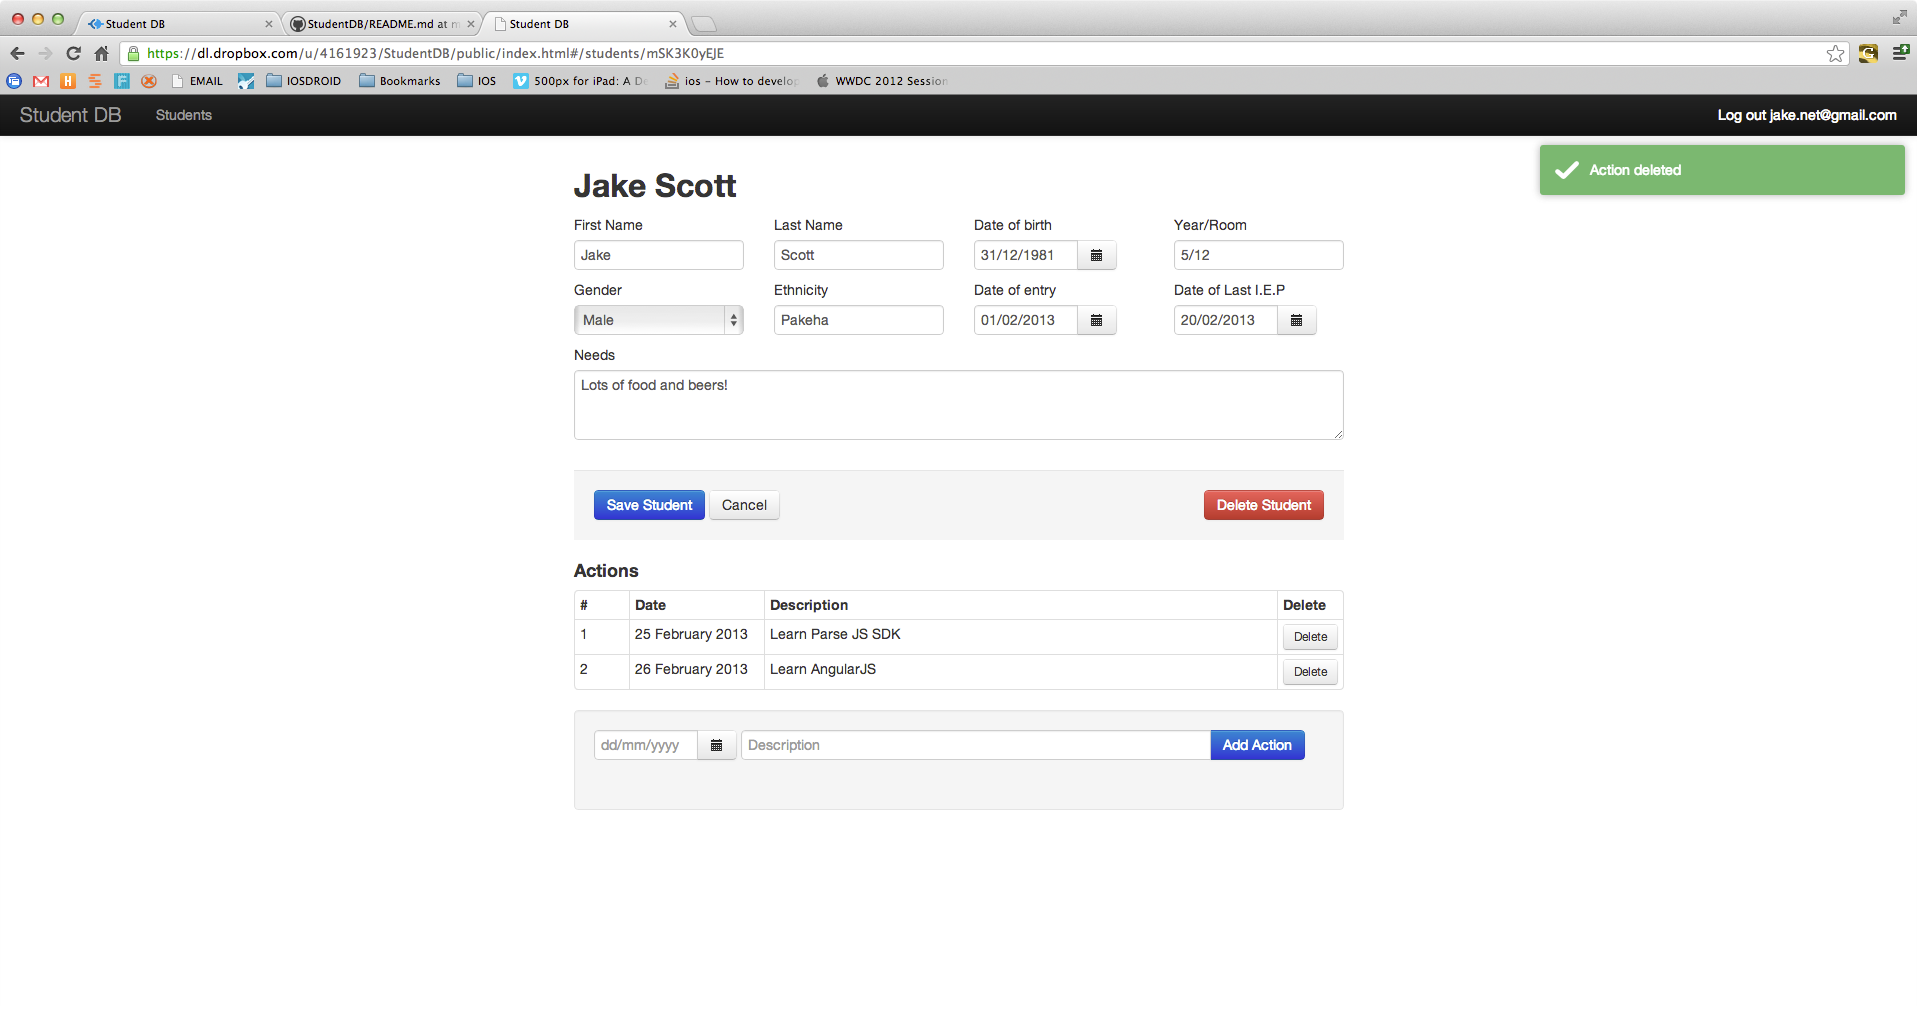 Student DB
StudentDB/README.md at m
Student DB
https://dl.dropbox.com/u/4161923/StudentDB/public/index.html#/students/mSK3K0yEJE
EMAIL
IOSDROID
Bookmarks
IOS
500px for iPad: A De
ios – How to develop
WWDC 2012 Session
Student DB
Students
Log out jake.net@gmail.com
Action deleted
Jake Scott
First Name
Last Name
Date of birth
Year/Room
Jake
Scott
31/12/1981
5/12
Gender
Ethnicity
Date of entry
Date of Last I.E.P
Male
Pakeha
01/02/2013
20/02/2013
Needs
Lots of food and beers!
Save Student
Cancel
Delete Student
Actions
# Date Description Delete
1 25 February 2013 Learn Parse JS SDK Delete
2 26 February 2013 Learn AngularJS Delete
dd/mm/yyyy
Description
Add Action